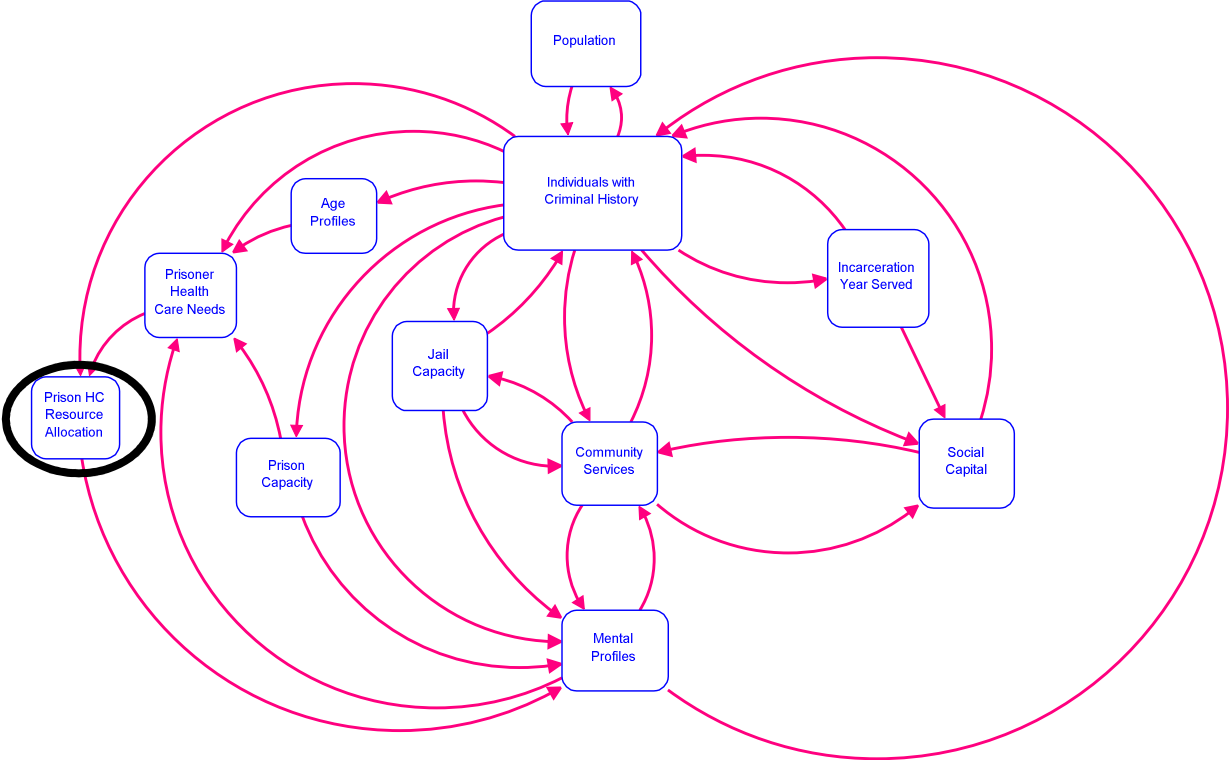 Population
Individuals with
Criminal History
Age
Profiles
Incarceration
Year Served
Prisoner
Health
Care Needs
Jail
Capacity
Prison HC
Resource
Allocation
Prison
Capacity
Community
Services
Social
Capital
Mental
Profiles